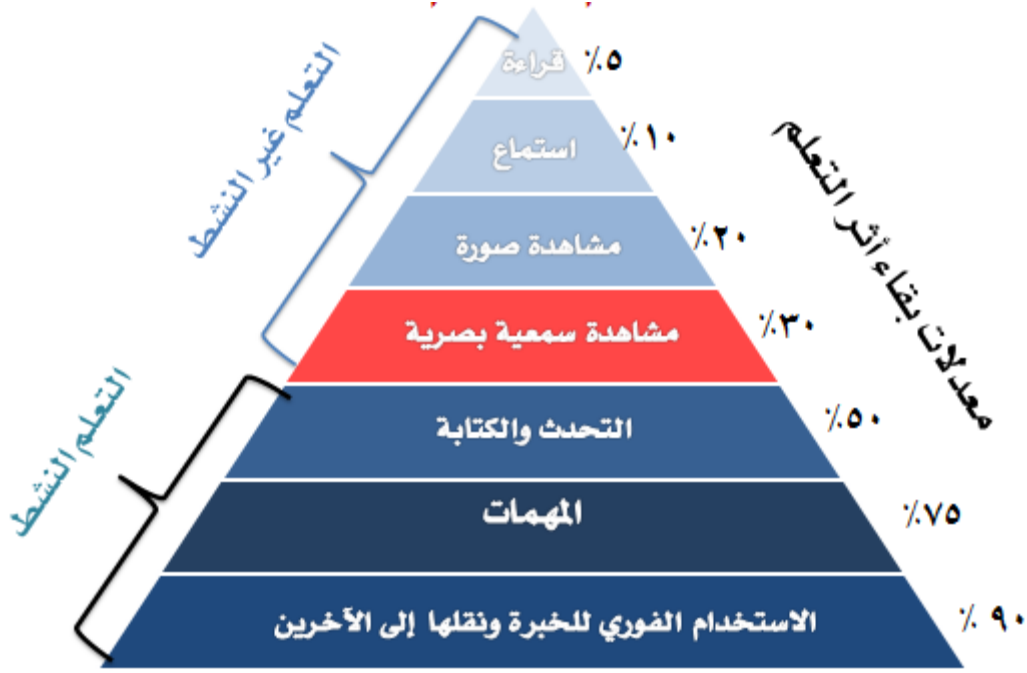 قراءة
٥٪
استماع
١٠٪
مشاهدة صورة
٢٠٪
مشاهدة سمعية بصرية
٣٠٪
التحدث والكتابة
٥٠٪
المهمات
٧٥٪
الاستخدام الفوري للخبرة ونقلها إلى الآخرين
٩٠ ٪
معدلات بقاء أثر التعلم
التعلم غير النشط
التعلم النشط